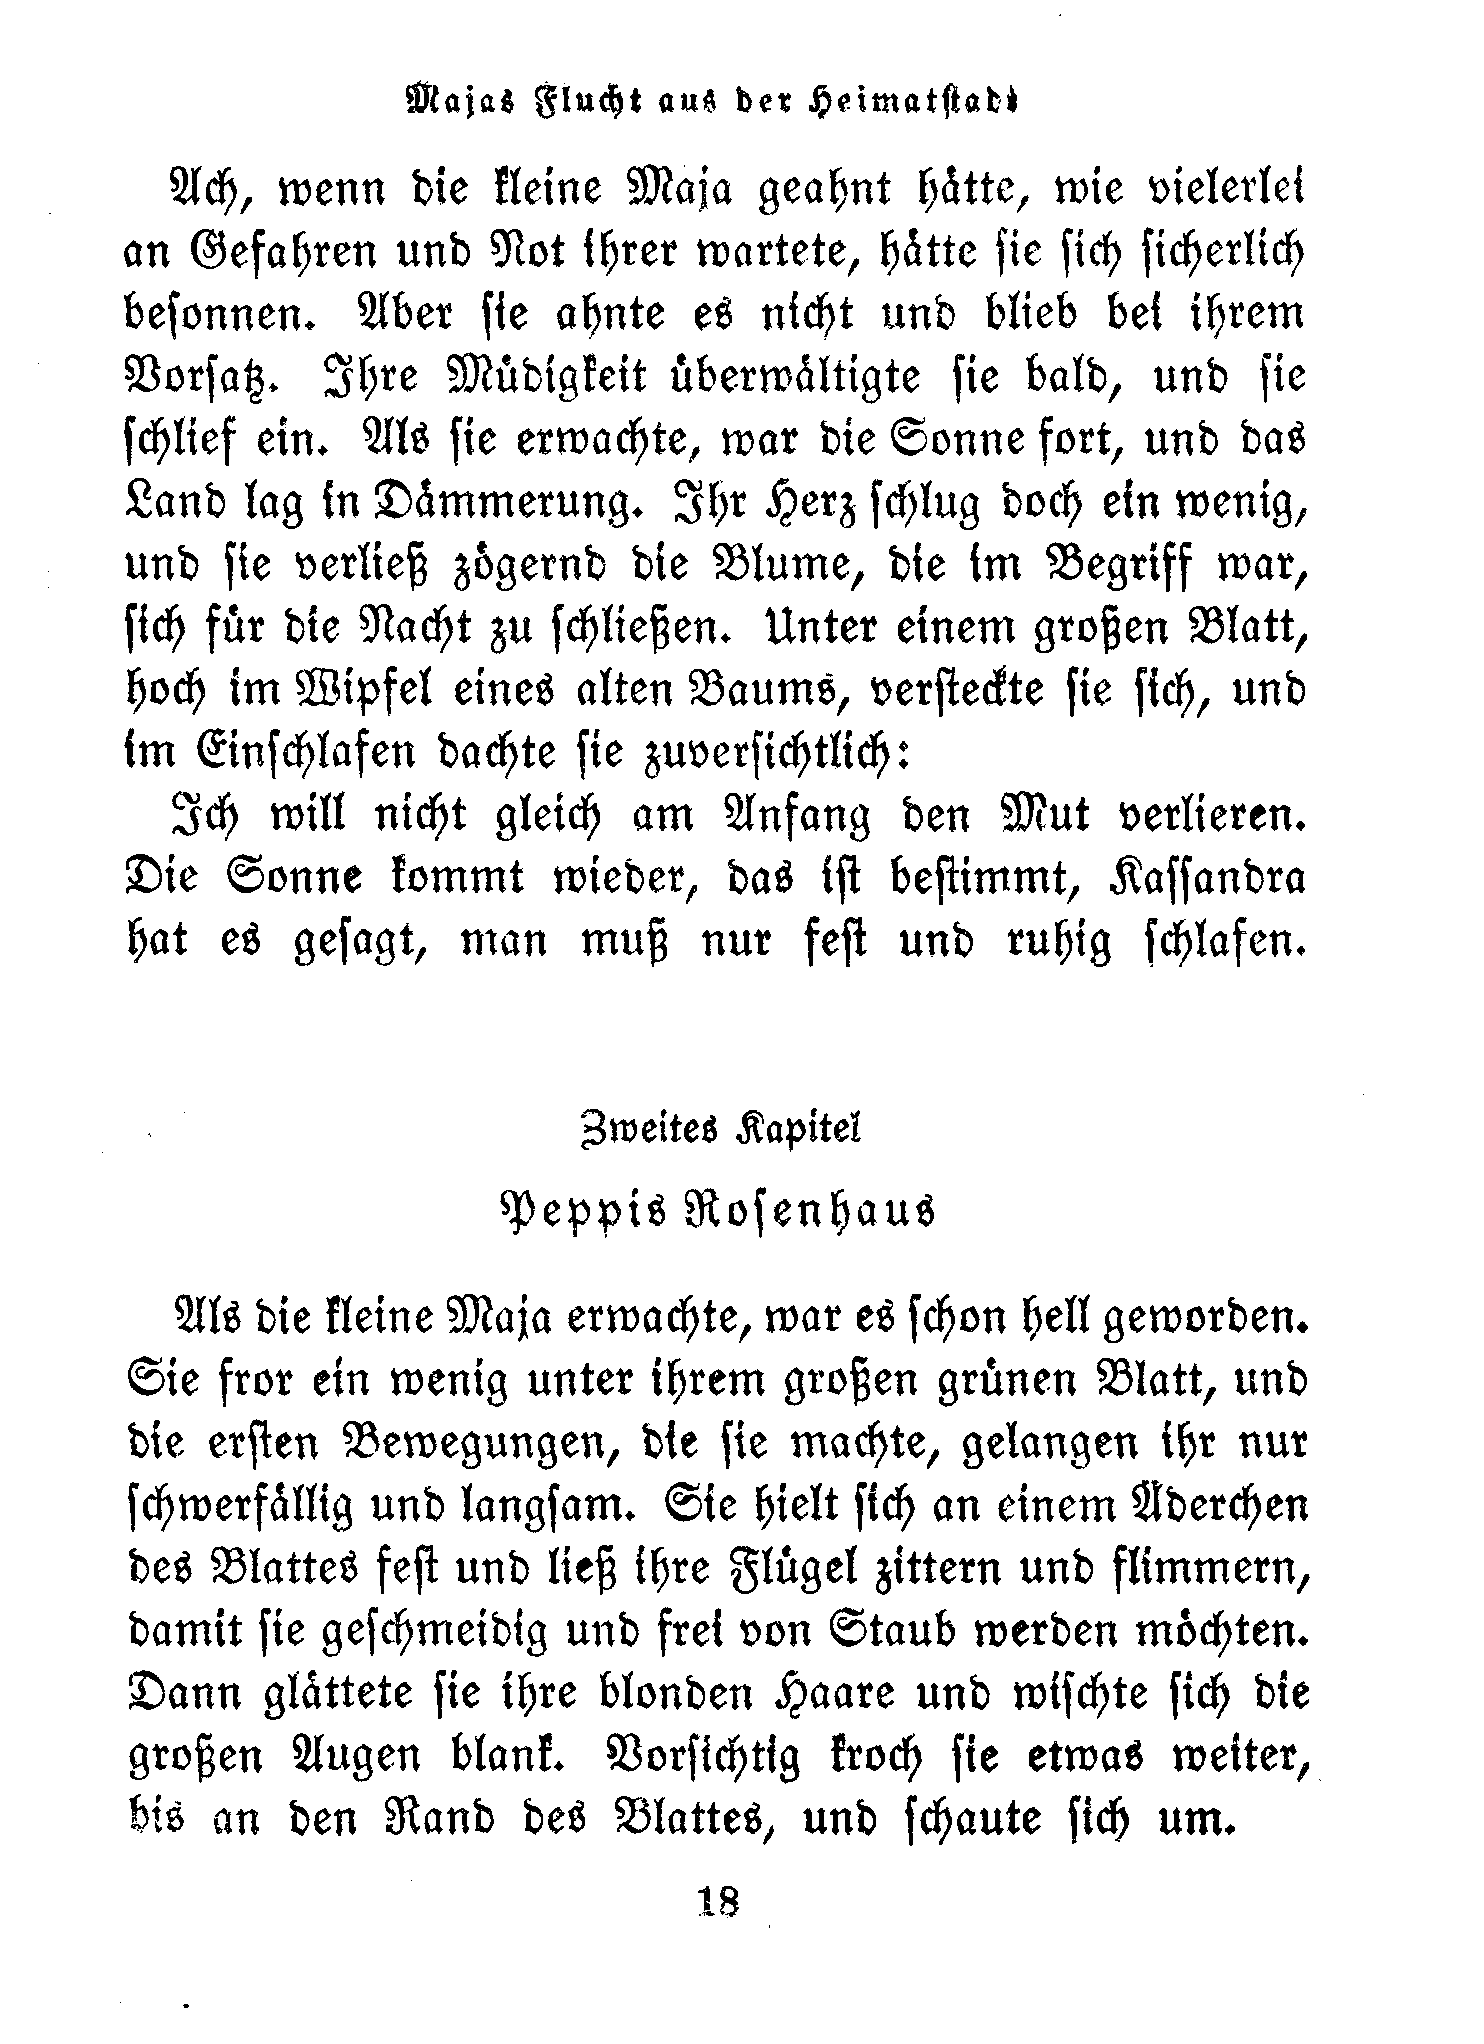 Majas Flucht aus der Heimatstadt
Ach, wenn die kleine Maja geahnt hätte, wie vielerlei
an Gefahren und Not ihrer wartete, hätte sie sich sicherlich
besonnen. Aber sie ahnte es nicht und blieb bei ihrem
Vorsatz. Ihre Müdigkeit überwältigte sie bald, und sie
schlief ein. Als sie erwachte, war die Sonne fort, und das
Land lag in Dämmerung. Ihr Herz schlug doch ein wenig,
und sie verließ zögernd die Blume, die im Begriff war,
sich für die Nacht zu schließen. Unter einem großen Blatt,
hoch im Wipfel eines alten Baums, versteckte sie sich, und
im Einschlafen dachte sie zuversichtlich:
Ich will nicht gleich am Anfang den Mut verlieren.
Die Sonne kommt wieder, das ist bestimmt, Kassandra
hat es gesagt, man muß nur fest und ruhig schlafen.
Zweites Kapitel
Peppis Rosenhaus
Als die kleine Maja erwachte, war es schon hell geworden.
Sie fror ein wenig unter ihrem großen grünen Blatt, und
die ersten Bewegungen, die sie machte, gelangen ihr nur
schwerfällig und langsam. Sie hielt sich an einem Äderchen
des Blattes fest und ließ ihre Flügel zittern und flimmern,
damit sie geschmeidig und frei von Staub werden möchten.
Dann glättete sie ihre blonden Haare und wischte sich die
großen Augen blank. Vorsichtig kroch sie etwas weiter,
bis an den Rand des Blattes, und schaute sich um.
18